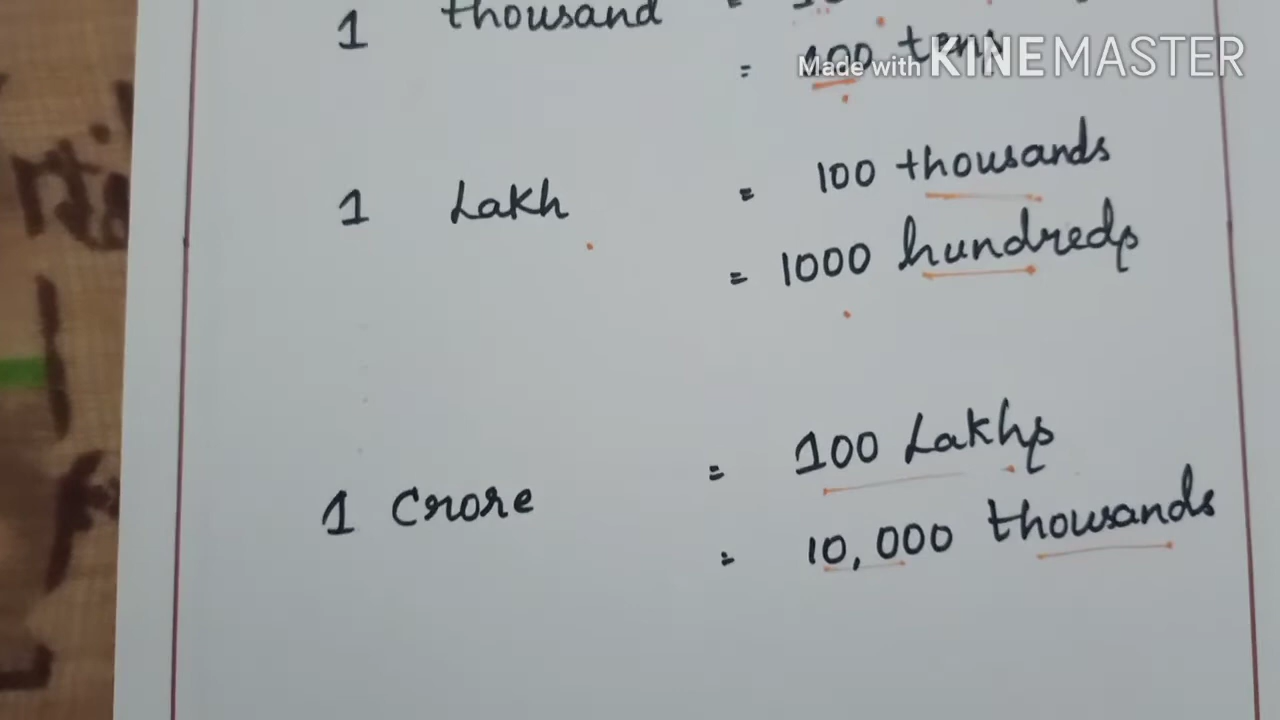 1 thousand =
= 100 tens
Made with KINEMASTER
1 Lakh = 100 thousands
= 1000 hundreds
1 Crore = 100 Lakhs
= 10,000 thousands